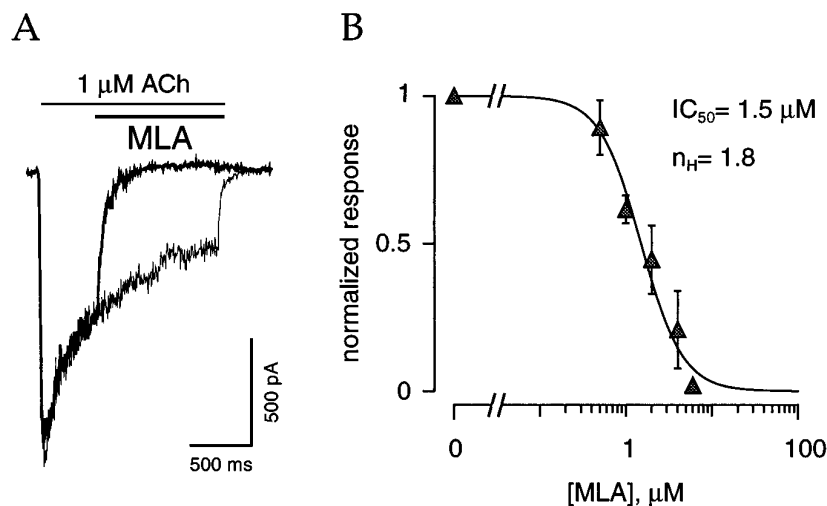 A
1 μM ACh
MLA
500 pA
500 ms
B
normalized response
1
0.5
0
IC50= 1.5 μM
nH= 1.8
0
1
100
[MLA], μM